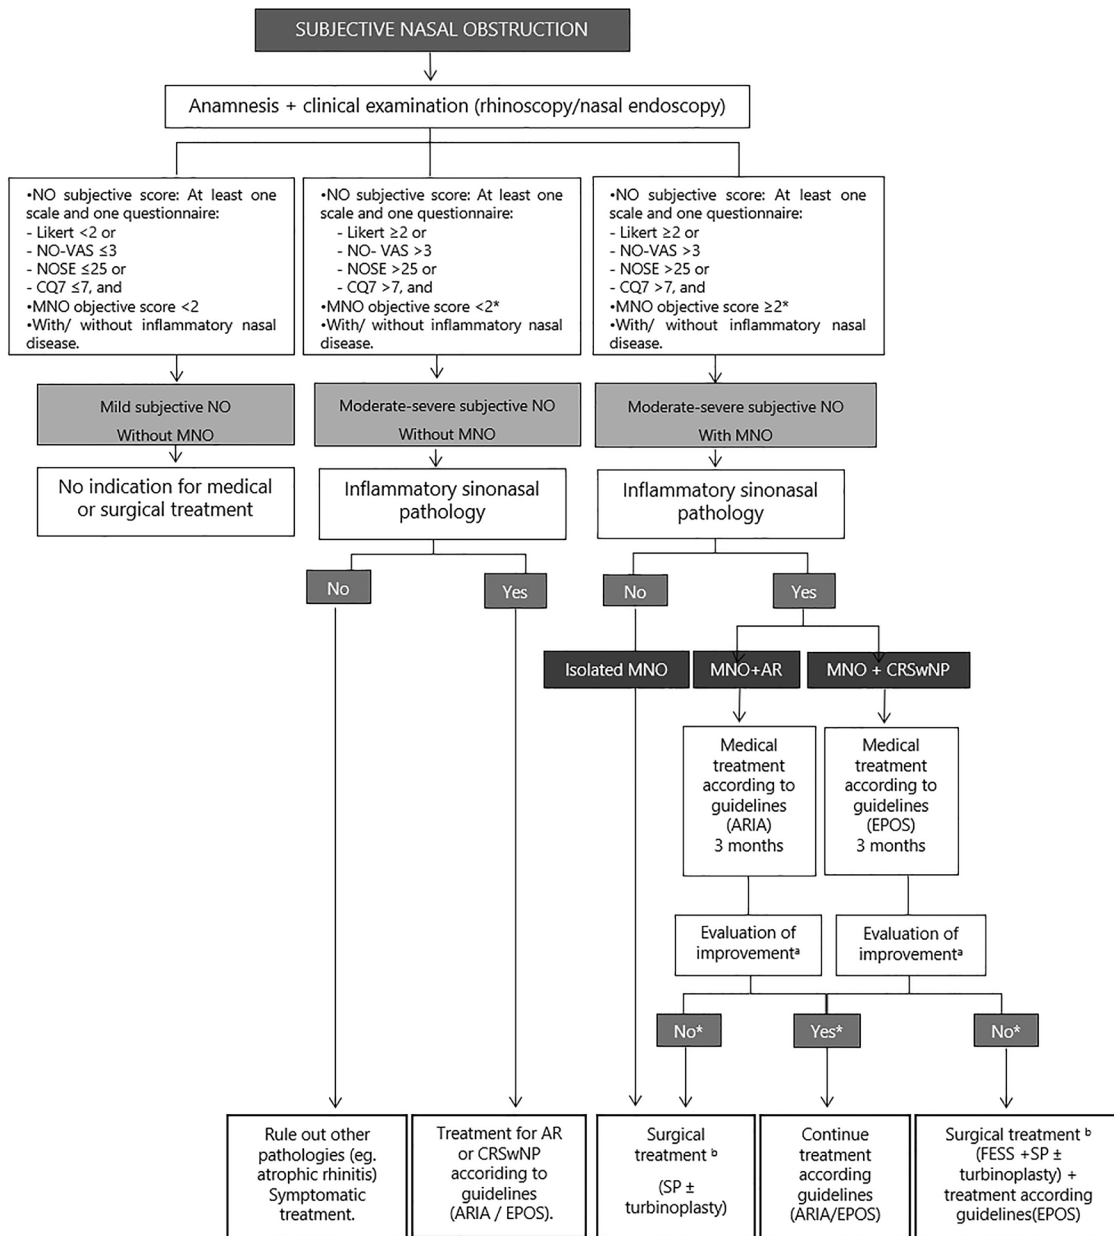 SUBJECTIVE NASAL OBSTRUCTION
Anamnesis + clinical examination (rhinoscopy/nasal endoscopy)
•NO subjective score: At least one
scale and one questionnaire:
- Likert <2 or
- NO-VAS ≤3
- NOSE ≤25 or
- CQ7 ≤7, and
•MNO objective score <2
•With/ without inflammatory nasal
disease.
•NO subjective score: At least one
scale and one questionnaire:
- Likert ≥2 or
- NO- VAS >3
- NOSE >25 or
- CQ7 >7, and
•MNO objective score <2*
•With/ without inflammatory nasal
disease.
•NO subjective score: At least one
scale and one questionnaire:
- Likert ≥2 or
- NO-VAS >3
- NOSE >25 or
- CQ7 >7, and
•MNO objective score ≥2*
•With/ without inflammatory nasal
disease.
Mild subjective NO
Without MNO
Moderate-severe subjective NO
Without MNO
Moderate-severe subjective NO
With MNO
No indication for medical
or surgical treatment
Inflammatory sinonasal
pathology
Inflammatory sinonasal
pathology
No
Yes
No
Yes
Isolated MNO
MNO+AR
MNO + CRSwNP
Medical
treatment
according to
guidelines
(ARIA)
3 months
Medical
treatment
according to
guidelines
(EPOS)
3 months
Evaluation of
improvementᵃ
Evaluation of
improvementᵃ
No*
Yes*
No*
Rule out other
pathologies (eg.
atrophic rhinitis)
Symptomatic
treatment.
Treatment for AR
or CRSwNP
accoriding to
guidelines
(ARIA / EPOS).
Surgical
treatment ᵇ
(SP ±
turbinoplasty)
Continue
treatment
according
guidelines
(ARIA/EPOS)
Surgical treatment ᵇ
(FESS +SP ±
turbinoplasty) +
treatment according
guidelines(EPOS)